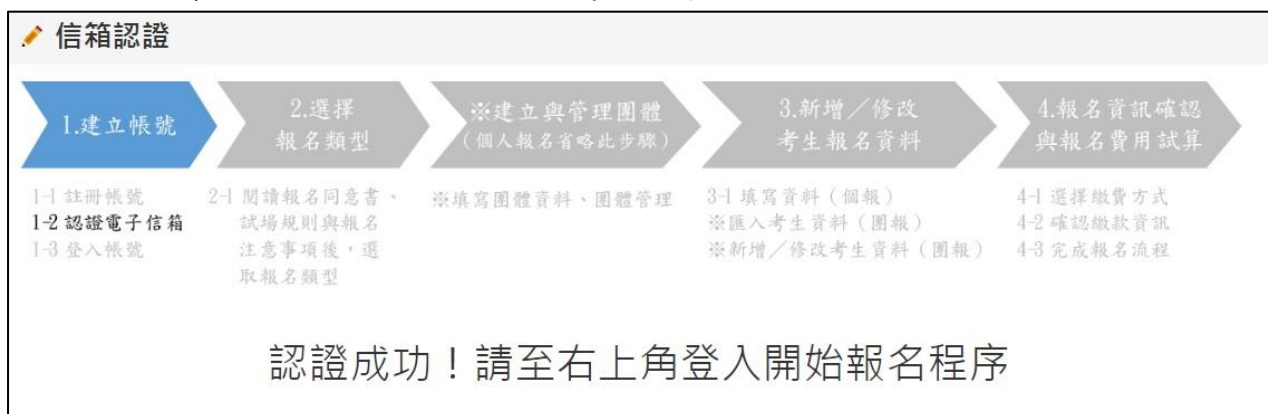 信箱認證
1.建立帳號
2.選擇
報名類型
※建立與管理團體
(個人報名省略此步驟)
3.新增／修改
考生報名資料
4.報名資訊確認
與報名費用試算
1-1 註冊帳號
1-2 認證電子信箱
1-3 登入帳號
2-1 閱讀報名同意書、
試場規則與報名
注意事項後，選
取報名類型
※填寫團體資料、團體管理
3-1 填寫資料（個報）
※匯入考生資料（團報）
※新增／修改考生資料（團報）
4-1 選擇繳費方式
4-2 確認繳款資訊
4-3 完成報名流程
認證成功！請至右上角登入開始報名程序